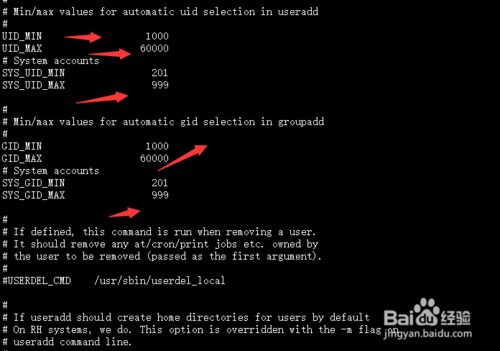 #
# Min/max values for automatic uid selection in useradd
#
UID_MIN 1000
UID_MAX 60000
# System accounts
SYS_UID_MIN 201
SYS_UID_MAX 999
#
# Min/max values for automatic gid selection in groupadd
#
GID_MIN 1000
GID_MAX 60000
# System accounts
SYS_GID_MIN 201
SYS_GID_MAX 999
#
# If defined, this command is run when removing a user.
# It should remove any at/cron/print jobs etc. owned by
# the user to be removed (passed as the first argument).
#
#USERDEL_CMD /usr/sbin/userdel_local
#
# If useradd should create home directories for users by default
# On RH systems, we do. This option is overridden with the -m flag on
# useradd command line.
Baidu 经验
jingyan.baidu.com